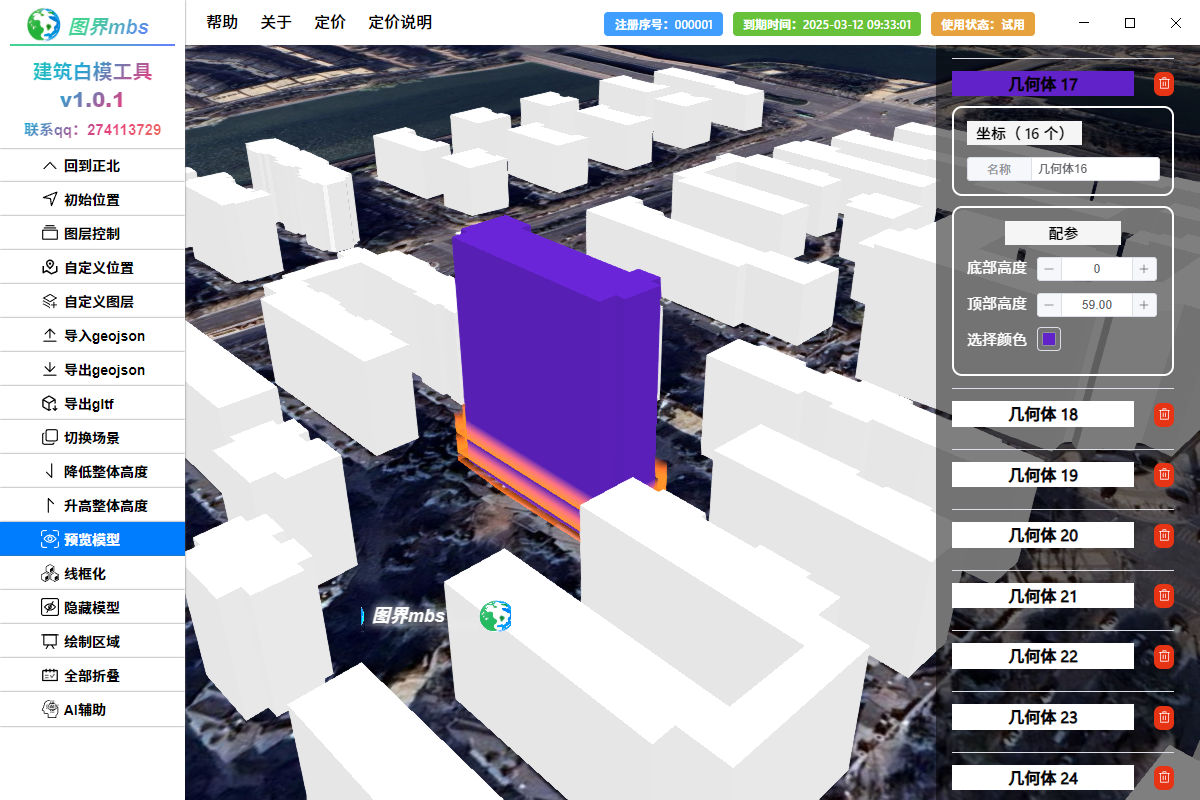 图界mbs
帮助 关于 定价 定价说明
注册序号：000001
到期时间：2025-03-12 09:33:01
使用状态：试用
建筑白模工具
v1.0.1
联系qq：274113729
回到正北
初始位置
图层控制
自定义位置
自定义图层
导入geojson
导出geojson
导出gltf
切换场景
降低整体高度
升高整体高度
预览模型
线框化
隐藏模型
绘制区域
全部折叠
AI辅助
图界mbs
几何体 17
坐标（ 16 个）
名称 几何体16
配参
底部高度 － 0 ＋
顶部高度 － 59.00 ＋
选择颜色
几何体 18
几何体 19
几何体 20
几何体 21
几何体 22
几何体 23
几何体 24